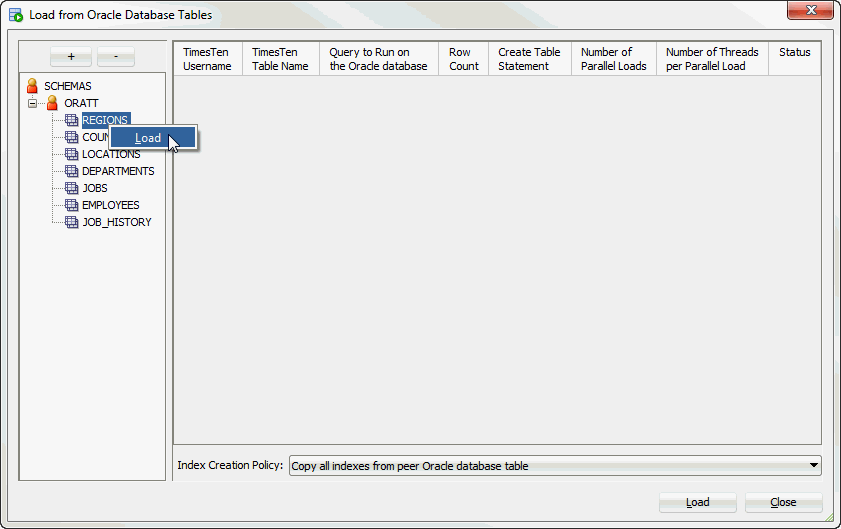 Load from Oracle Database Tables
+ -
TimesTen Username
TimesTen Table Name
Query to Run on the Oracle database
Row Count
Create Table Statement
Number of Parallel Loads
Number of Threads per Parallel Load
Status
SCHEMAS
ORATT
REGIONS
COUN
Load
LOCATIONS
DEPARTMENTS
JOBS
EMPLOYEES
JOB_HISTORY
Index Creation Policy: Copy all indexes from peer Oracle database table
Load Close